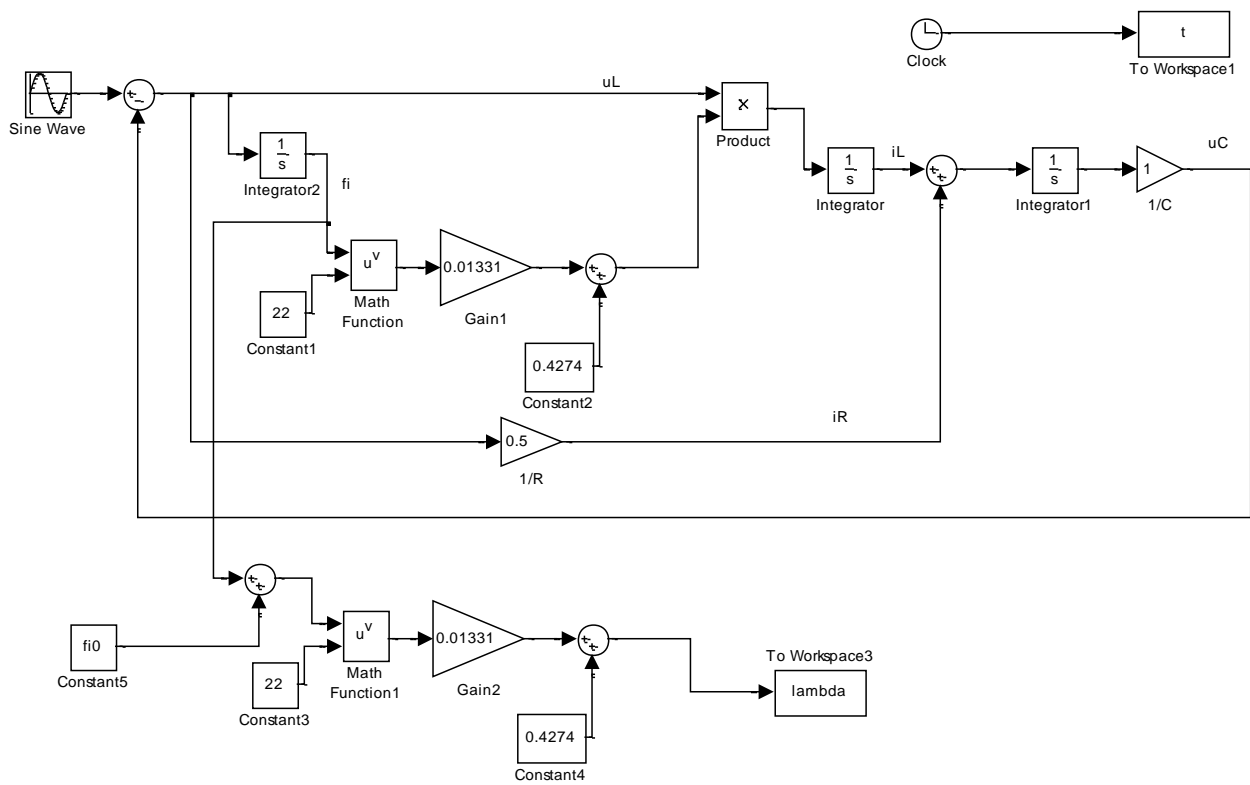 t
Clock
To Workspace1
Sine Wave
uL
×
Product
1
s
Integrator2
fi
1
s
Integrator
iL
1
s
Integrator1
1
1/C
uC
22
Constant1
u^v
Math
Function
0.01331
Gain1
0.4274
Constant2
0.5
1/R
iR
fi0
Constant5
22
Constant3
u^v
Math
Function1
0.01331
Gain2
0.4274
Constant4
To Workspace3
lambda